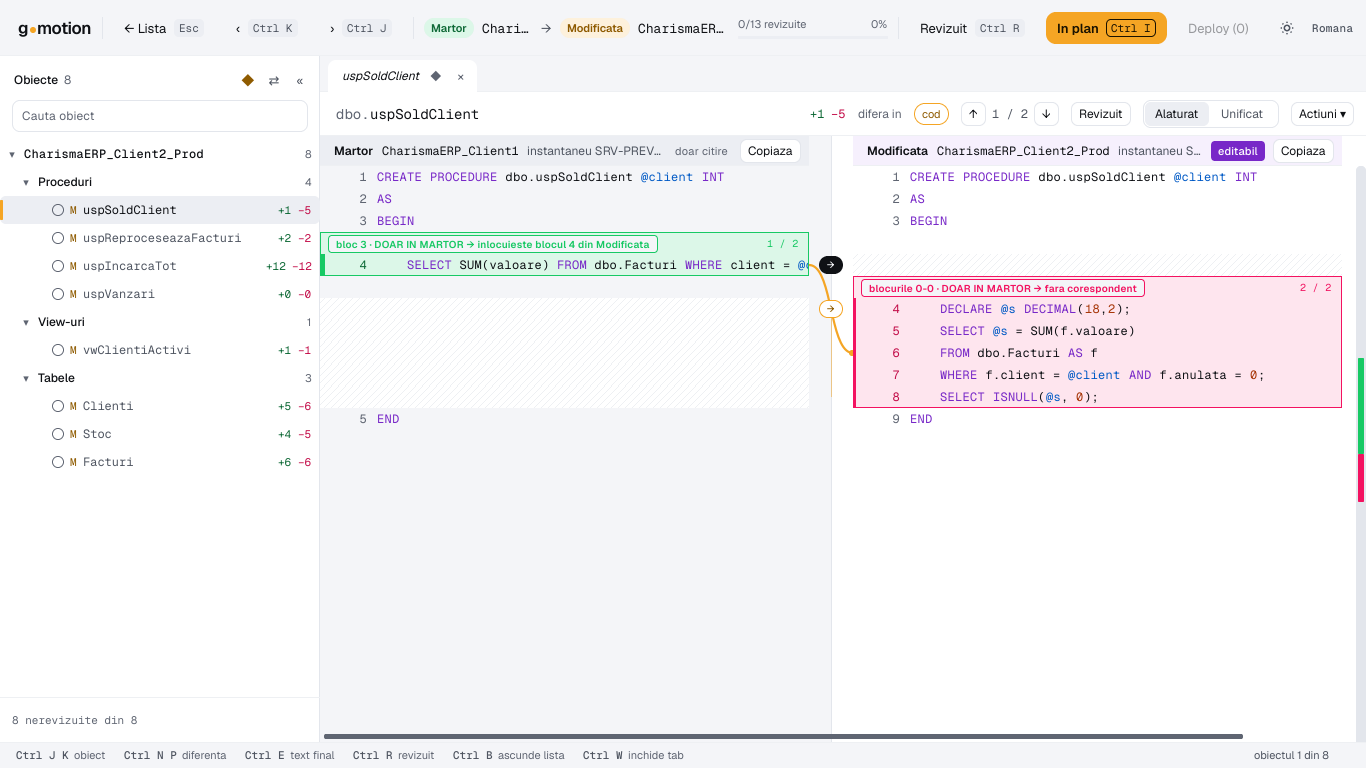 g•motion
← Lista Esc
‹ Ctrl K
› Ctrl J
Martor Chari… → Modificata CharismaER…
0/13 revizuite 0%
Revizuit Ctrl R
In plan Ctrl I
Deploy (0)
Romana
Obiecte 8
Cauta obiect
CharismaERP_Client2_Prod 8
Proceduri 4
M uspSoldClient +1 −5
M uspReproceseazaFacturi +2 −2
M uspIncarcaTot +12 −12
M uspVanzari +0 −0
View-uri 1
M vwClientiActivi +1 −1
Tabele 3
M Clienti +5 −6
M Stoc +4 −5
M Facturi +6 −6
8 nerevizuite din 8
uspSoldClient ◆ ×
dbo.uspSoldClient
+1 −5 difera in cod ↑ 1 / 2 ↓ Revizuit Alaturat Unificat Actiuni ▾
Martor CharismaERP_Client1 instantaneu SRV-PREV… doar citire Copiaza
1 CREATE PROCEDURE dbo.uspSoldClient @client INT
2 AS
3 BEGIN
bloc 3 · DOAR IN MARTOR → inlocuieste blocul 4 din Modificata 1 / 2
4 SELECT SUM(valoare) FROM dbo.Facturi WHERE client = @
5 END
Modificata CharismaERP_Client2_Prod instantaneu S… editabil Copiaza
1 CREATE PROCEDURE dbo.uspSoldClient @client INT
2 AS
3 BEGIN
blocurile 0-0 · DOAR IN MARTOR → fara corespondent 2 / 2
4 DECLARE @s DECIMAL(18,2);
5 SELECT @s = SUM(f.valoare)
6 FROM dbo.Facturi AS f
7 WHERE f.client = @client AND f.anulata = 0;
8 SELECT ISNULL(@s, 0);
9 END
Ctrl J K obiect Ctrl N P diferenta Ctrl E text final Ctrl R revizuit Ctrl B ascunde lista Ctrl W inchide tab
obiectul 1 din 8